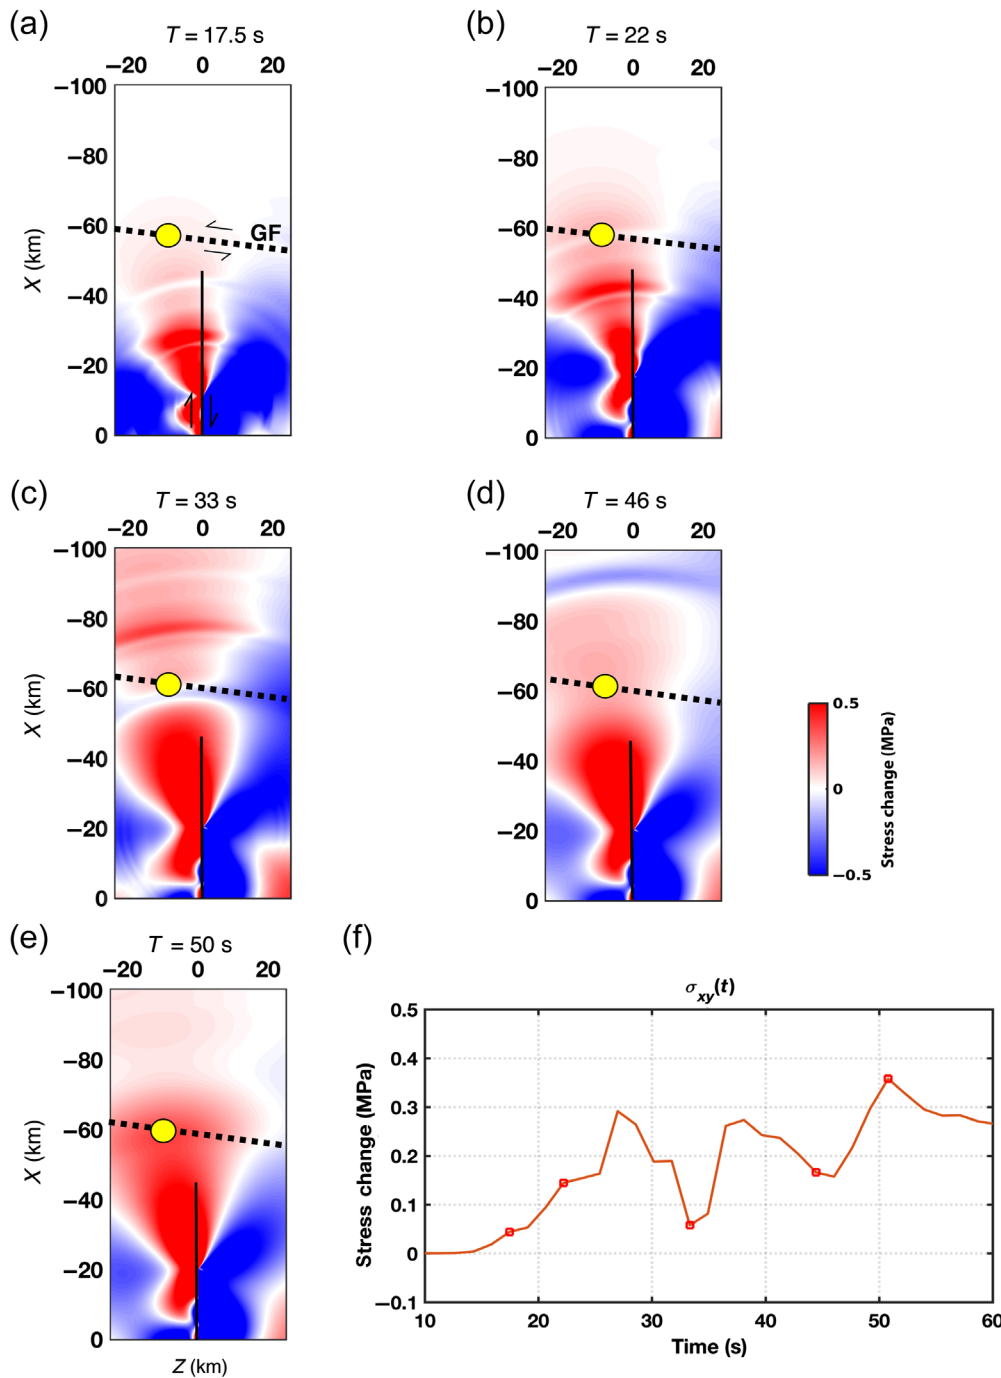 (a)
T = 17.5 s
−20 0 20
−100
−80
−60
−40
−20
0
X (km)
GF
(b)
T = 22 s
−20 0 20
−100
−80
−60
−40
−20
0
(c)
T = 33 s
−20 0 20
−100
−80
−60
−40
−20
0
X (km)
(d)
T = 46 s
−20 0 20
−100
−80
−60
−40
−20
0
0.5
0
−0.5
Stress change (MPa)
(e)
T = 50 s
−20 0 20
−100
−80
−60
−40
−20
0
X (km)
Z (km)
(f)
σxy(t)
0.5
0.4
0.3
0.2
0.1
0
−0.1
Stress change (MPa)
10 20 30 40 50 60
Time (s)